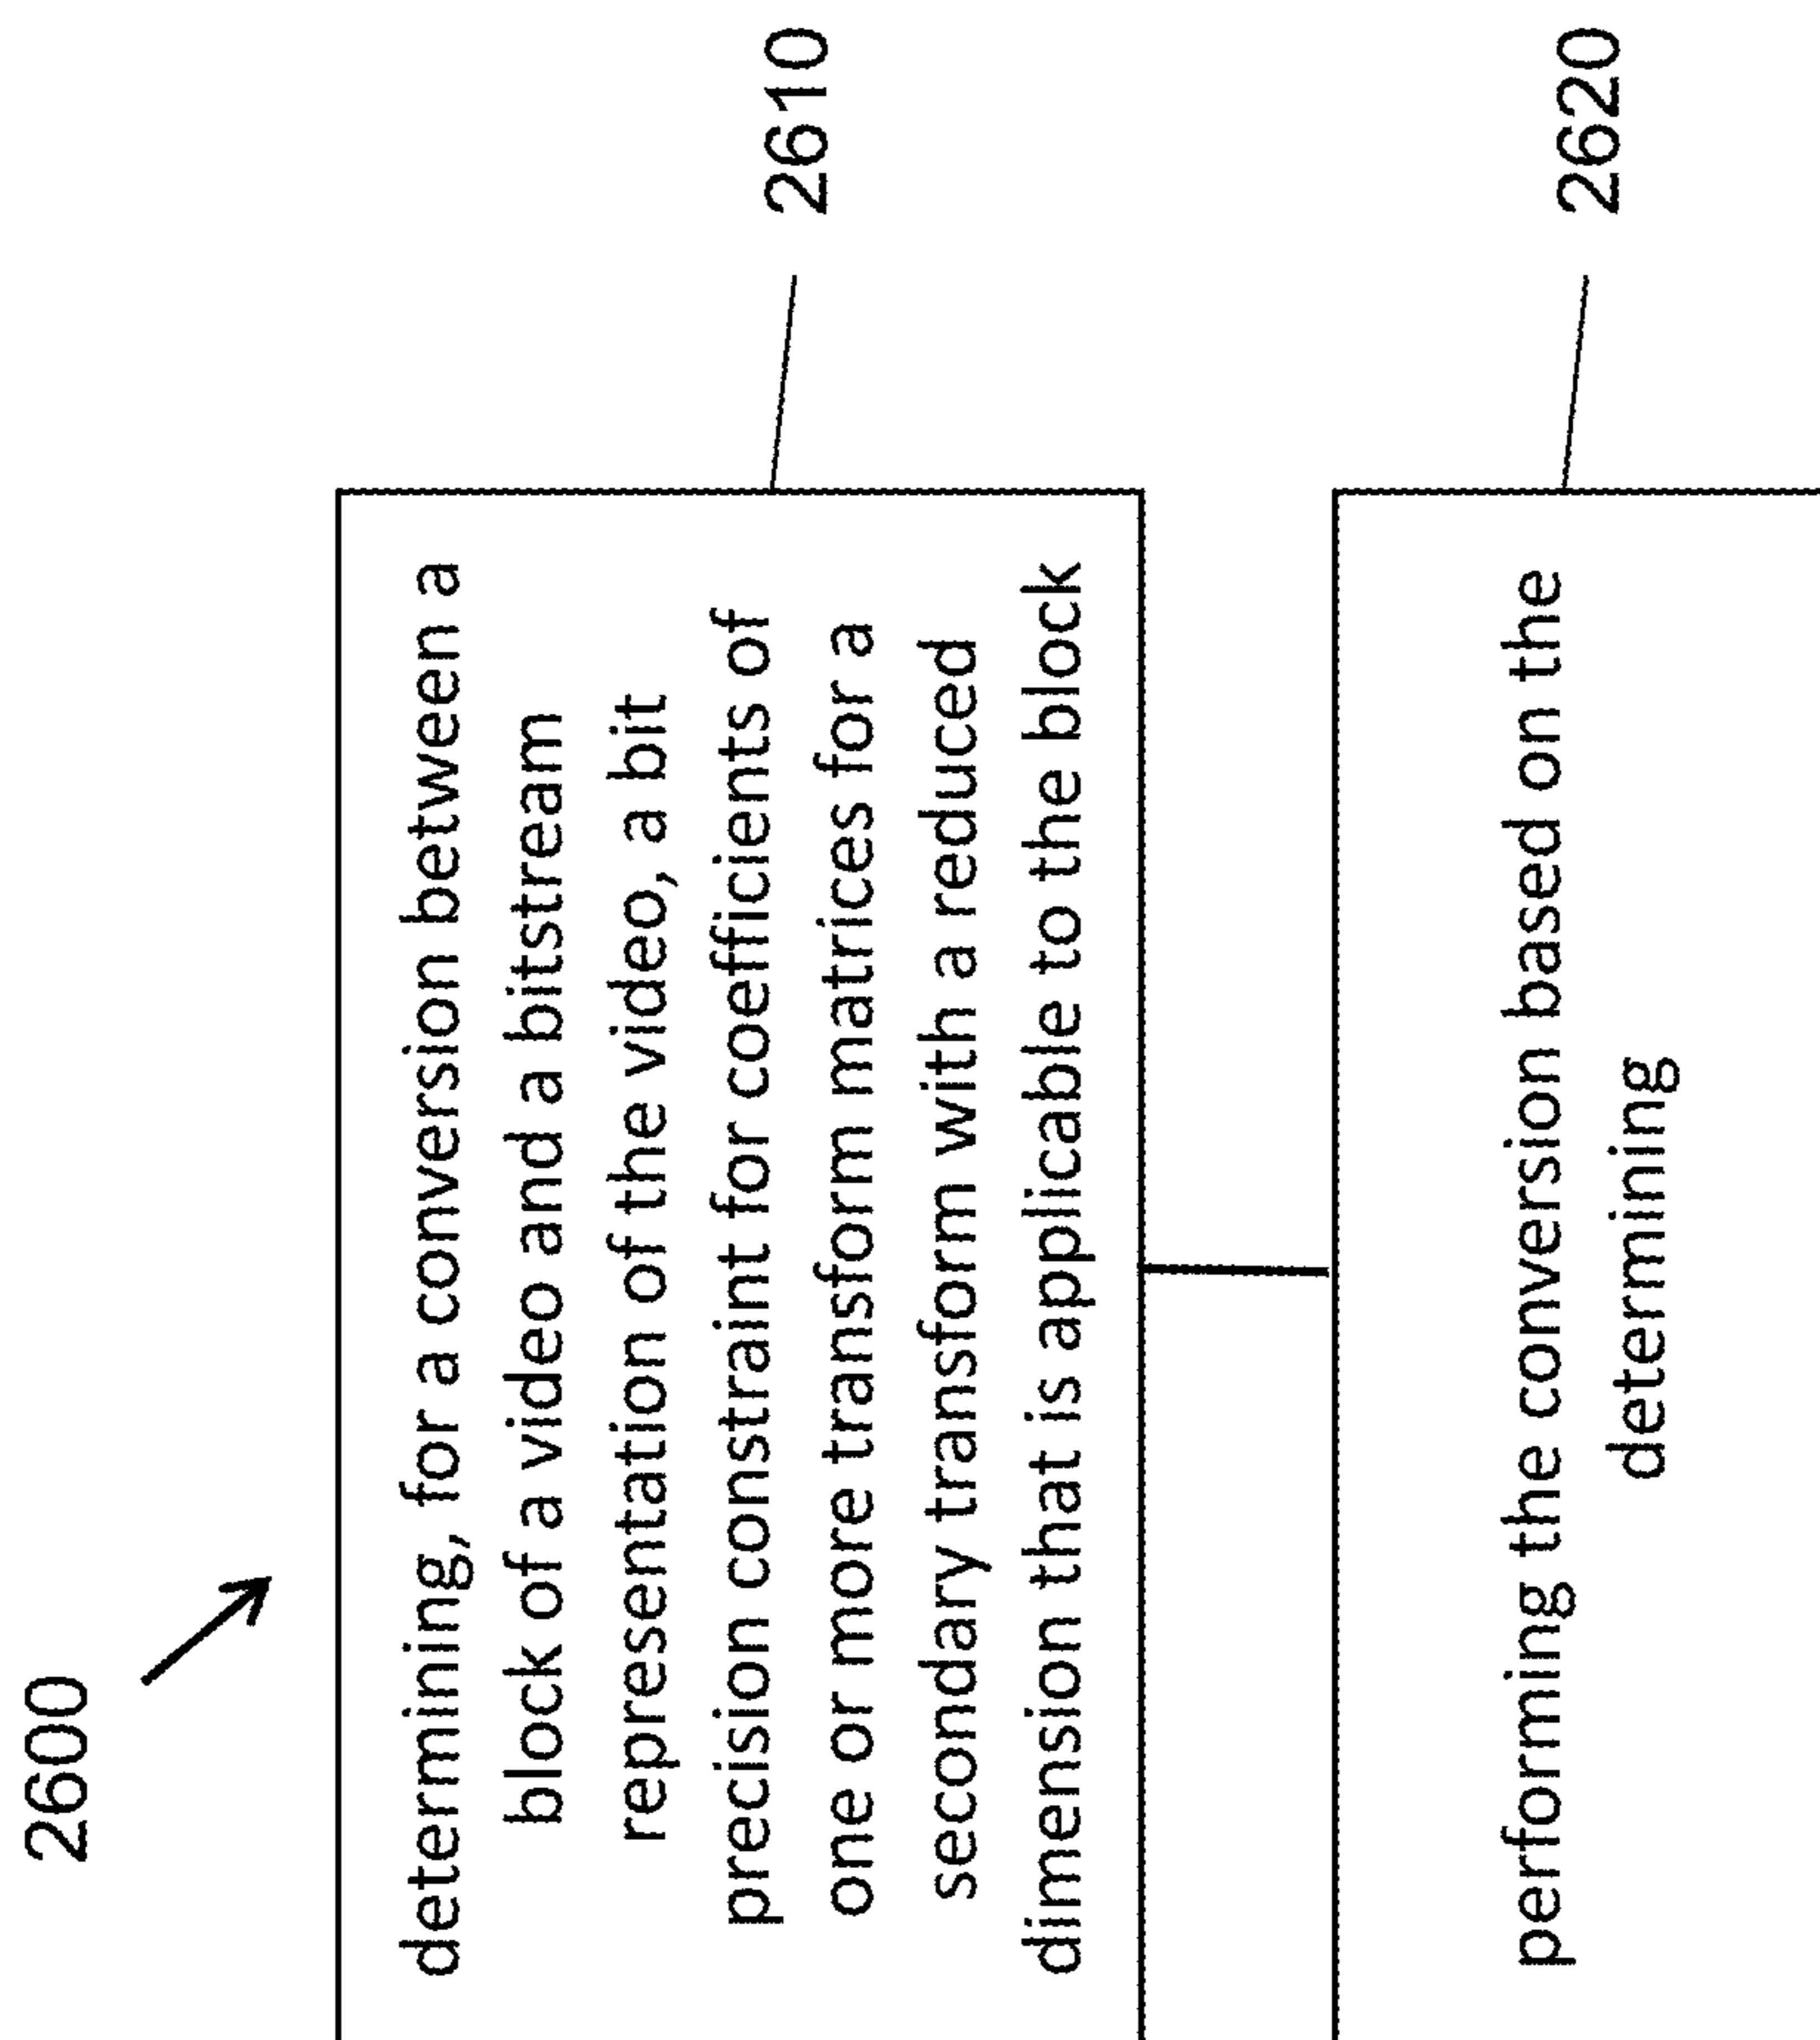 2600
determining, for a conversion between a
block of a video and a bitstream
representation of the video, a bit
precision constraint for coefficients of
one or more transform matrices for a
secondary transform with a reduced
dimension that is applicable to the block
2610
performing the conversion based on the
determining
2620